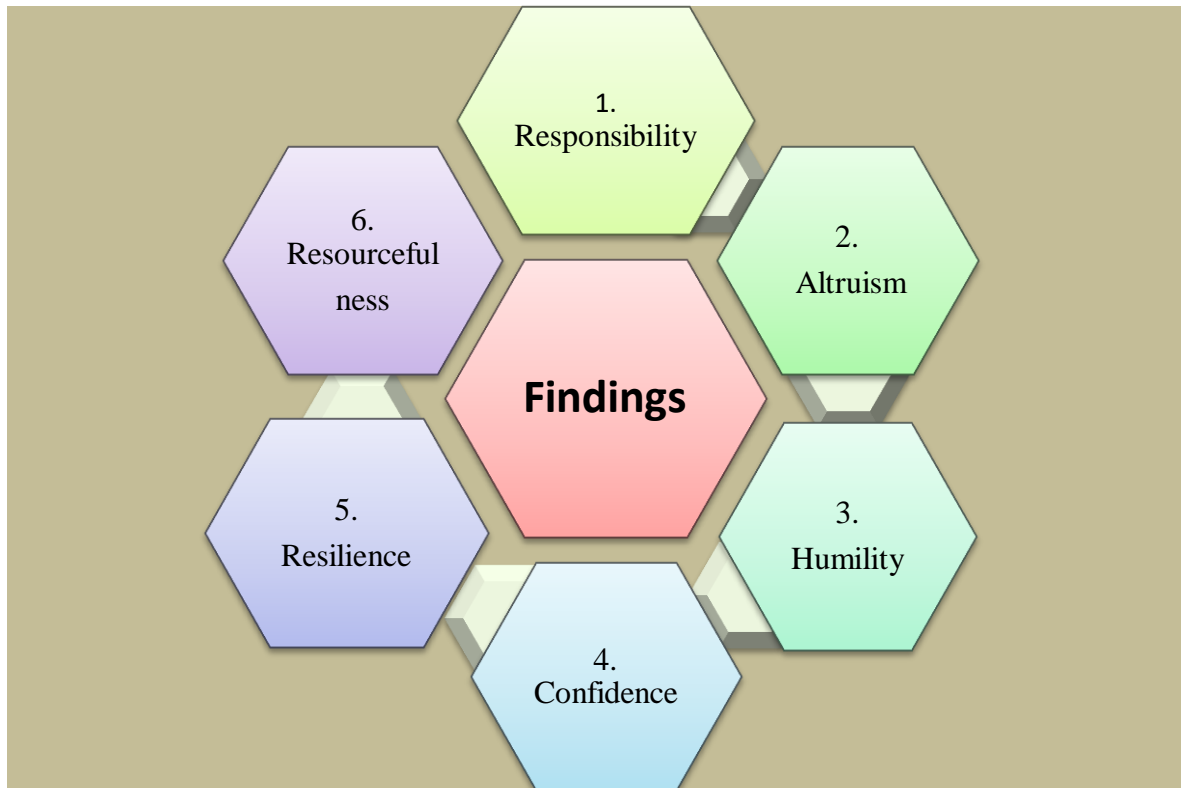 1.
Responsibility
2.
Altruism
3.
Humility
4.
Confidence
5.
Resilience
6.
Resourceful
ness
Findings